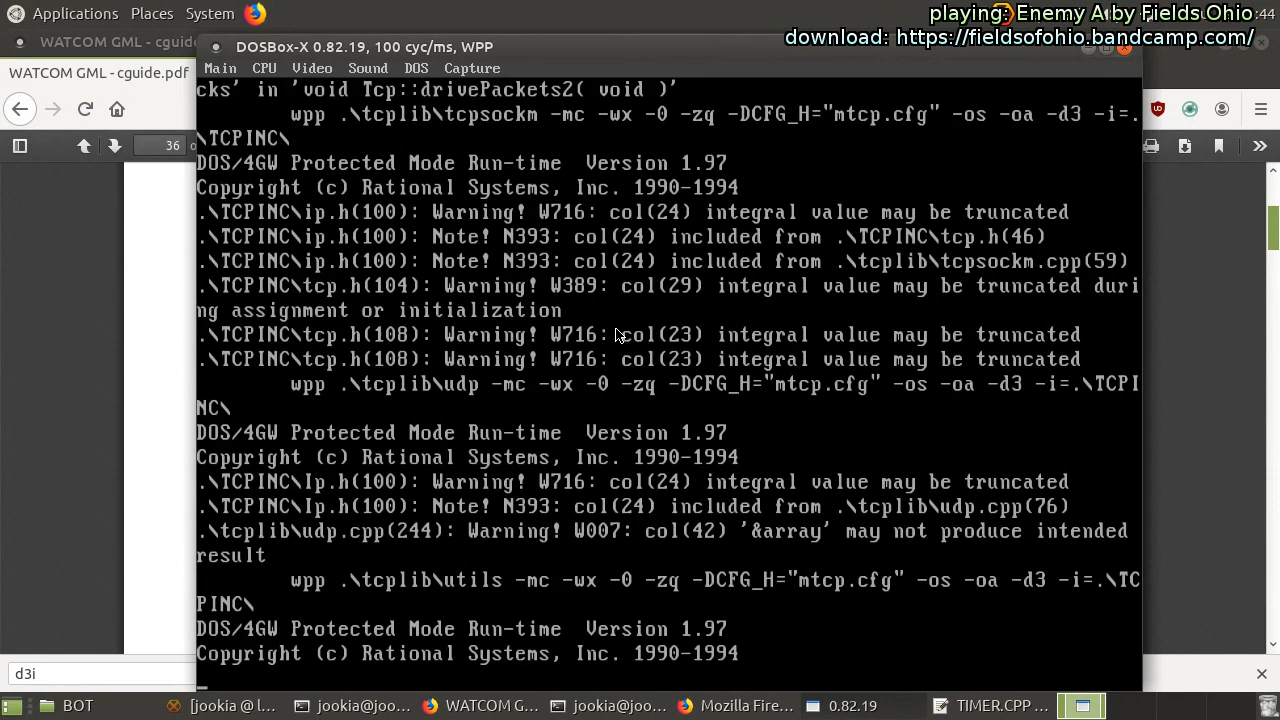 Applications Places System
:44
playing: Enemy A by Fields Ohio
download: https://fieldsofohio.bandcamp.com/
WATCOM GML - cguide
WATCOM GML - cguide.pdf
36
DOSBox-X 0.82.19, 100 cyc/ms, WPP
Main CPU Video Sound DOS Capture
cks' in 'void Tcp::drivePackets2( void )'
wpp .\tcplib\tcpsockm -mc -wx -0 -zq -DCFG_H="mtcp.cfg" -os -oa -d3 -i=.
\TCPINC\
DOS/4GW Protected Mode Run-time Version 1.97
Copyright (c) Rational Systems, Inc. 1990-1994
.\TCPINC\ip.h(100): Warning! W716: col(24) integral value may be truncated
.\TCPINC\ip.h(100): Note! N393: col(24) included from .\TCPINC\tcp.h(46)
.\TCPINC\ip.h(100): Note! N393: col(24) included from .\tcplib\tcpsockm.cpp(59)
.\TCPINC\tcp.h(104): Warning! W389: col(29) integral value may be truncated duri
ng assignment or initialization
.\TCPINC\tcp.h(108): Warning! W716: col(23) integral value may be truncated
.\TCPINC\tcp.h(108): Warning! W716: col(23) integral value may be truncated
wpp .\tcplib\udp -mc -wx -0 -zq -DCFG_H="mtcp.cfg" -os -oa -d3 -i=.\TCPI
NC\
DOS/4GW Protected Mode Run-time Version 1.97
Copyright (c) Rational Systems, Inc. 1990-1994
.\TCPINC\Ip.h(100): Warning! W716: col(24) integral value may be truncated
.\TCPINC\Ip.h(100): Note! N393: col(24) included from .\tcplib\udp.cpp(76)
.\tcplib\udp.cpp(244): Warning! W007: col(42) '&array' may not produce intended
result
wpp .\tcplib\utils -mc -wx -0 -zq -DCFG_H="mtcp.cfg" -os -oa -d3 -i=.\TC
PINC\
DOS/4GW Protected Mode Run-time Version 1.97
Copyright (c) Rational Systems, Inc. 1990-1994
d3i
BOT
[jookia @ l...
jookia@joo...
WATCOM G...
jookia@joo...
Mozilla Fire...
0.82.19
TIMER.CPP ...